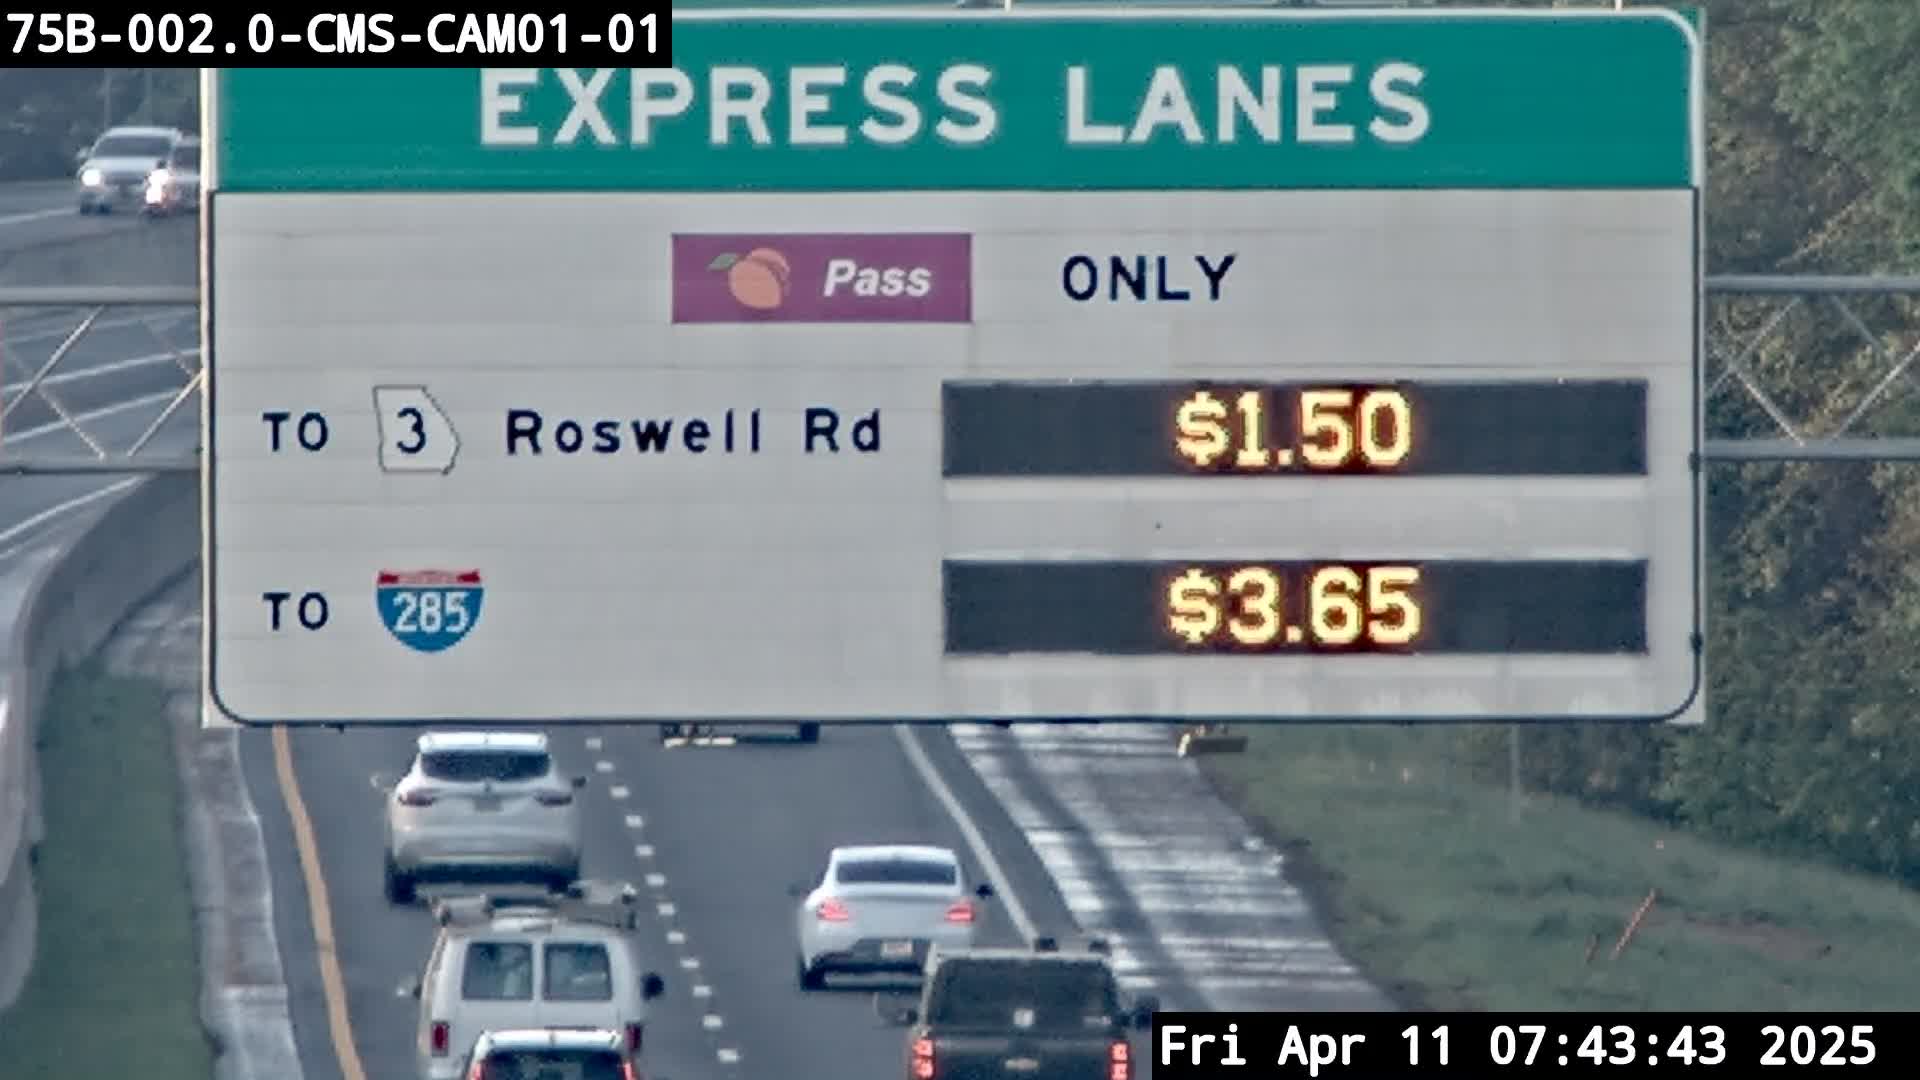 75B-002.0-CMS-CAM01-01
EXPRESS LANES
Pass ONLY
TO 3 Roswell Rd $1.50
TO 285 $3.65
Fri Apr 11 07:43:43 2025